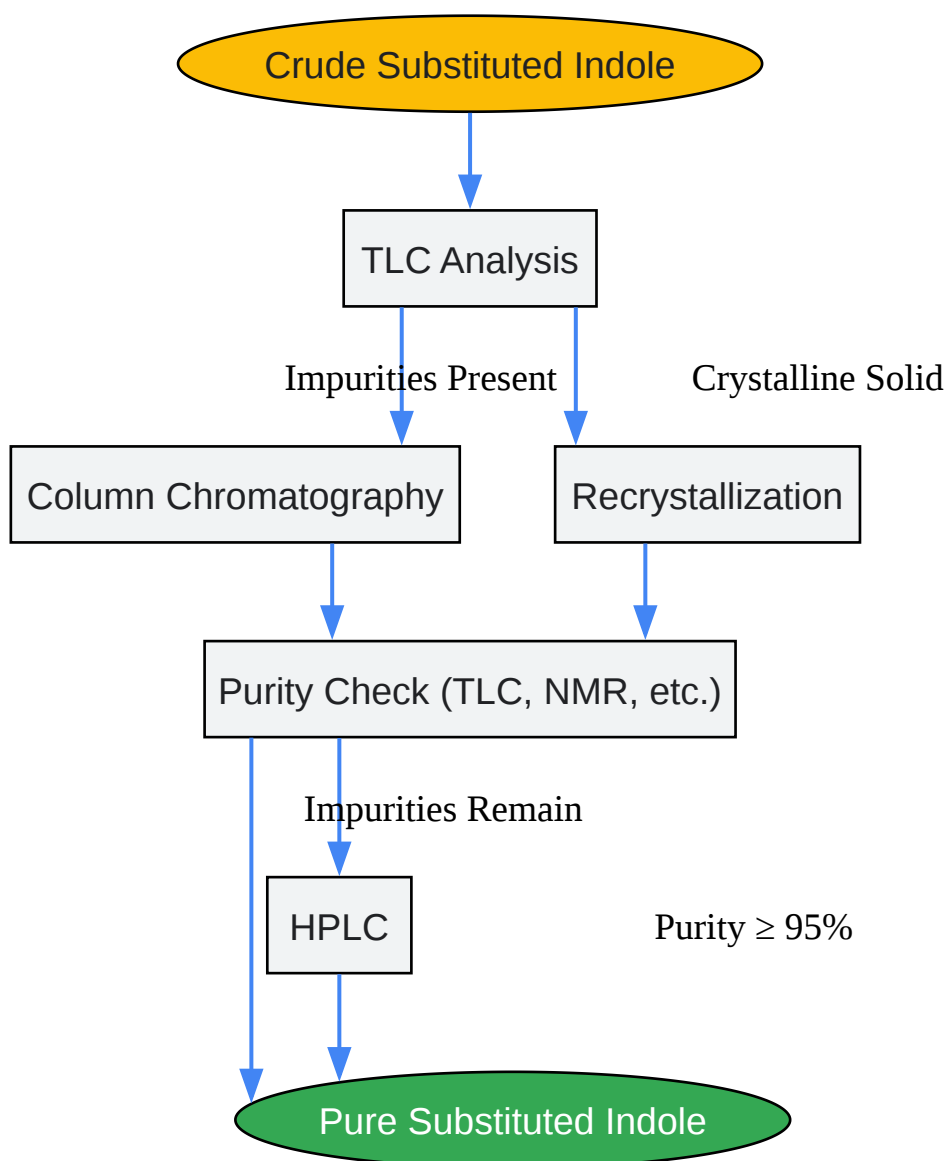 Crude Substituted Indole
TLC Analysis
Impurities Present
Crystalline Solid
Column Chromatography
Recrystallization
Purity Check (TLC, NMR, etc.)
Impurities Remain
HPLC
Purity ≥ 95%
Pure Substituted Indole